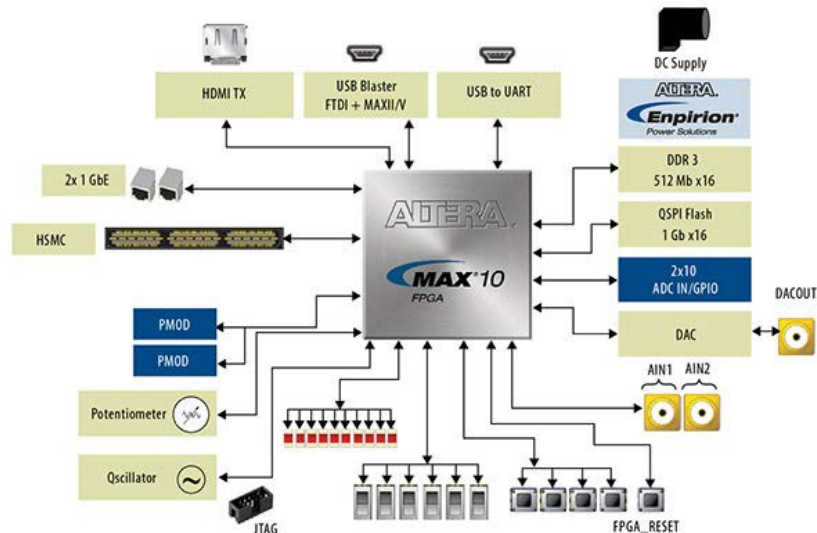 DC Supply
HDMI TX
USB Blaster
FTDI + MAXII/V
USB to UART
ALTERA.
Enpirion®
Power Solutions
2x 1 GbE
DDR 3
512 Mb x16
ALTERA.
QSPI Flash
1 Gb x16
HSMC
MAX® 10
FPGA
2x10
ADC IN/GPIO
DACOUT
PMOD
DAC
PMOD
AIN1
AIN2
Potentiometer
Qscillator
JTAG
FPGA_RESET